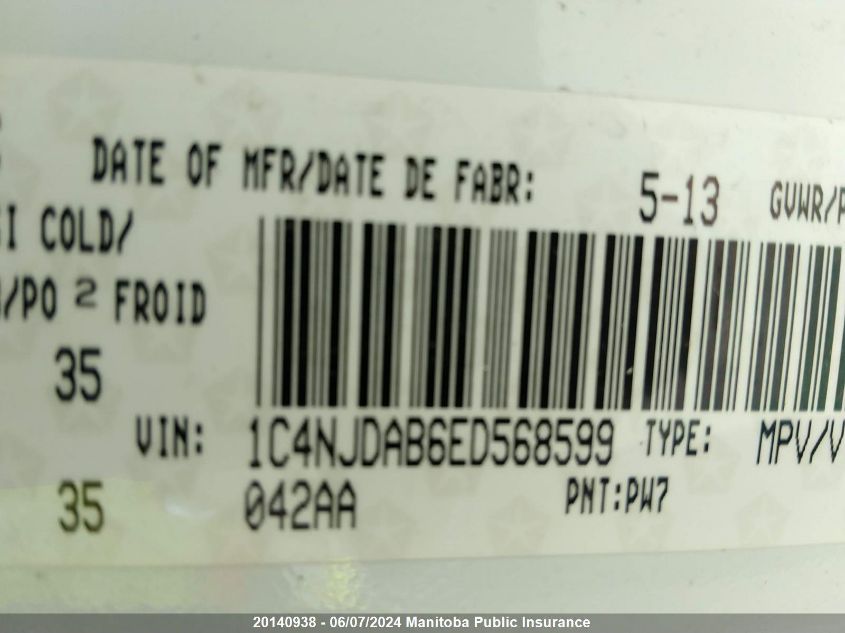 DATE OF MFR/DATE DE FABR: 5-13 GVWR/P
SI COLD/
/PO 2 FROID
35
VIN: 1C4NJDAB6ED568599 TYPE: MPV/V
35 042AA PNT:PW7
20140938 - 06/07/2024 Manitoba Public Insurance